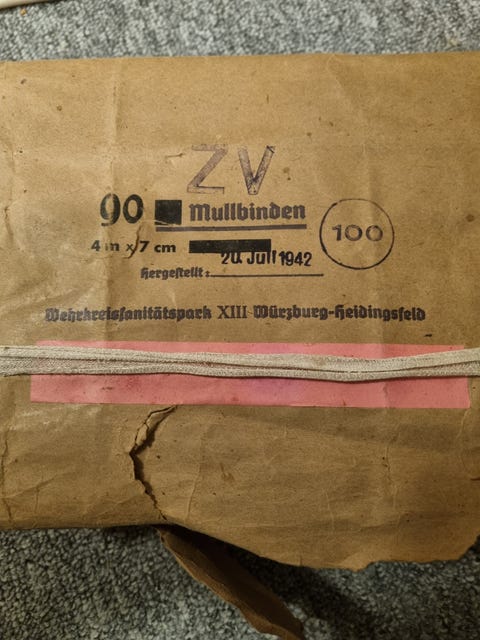 ZV
90 Mullbinden
100
4 m x 7 cm
20. Juli 1942
Hergestellt:
Wehrkreissanitätspark XIII Würzburg-Heidingsfeld